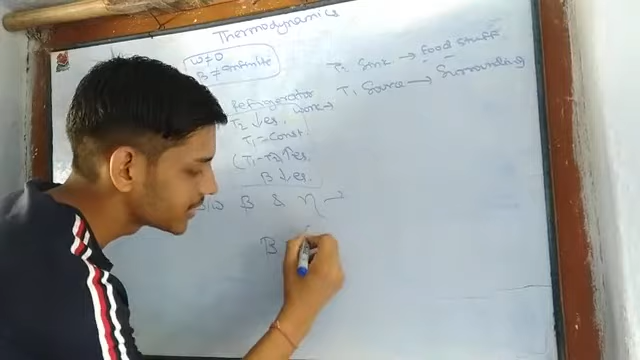 Thermodynamics
W≠0
B ≠ infinite
T2 Sink → food stuff
T1 Source → Surrounding
Refrigerator
T2 ↓es. work→
T1 = Const
(T1-T2) ↑es.
B ↓es.
B & η →
B